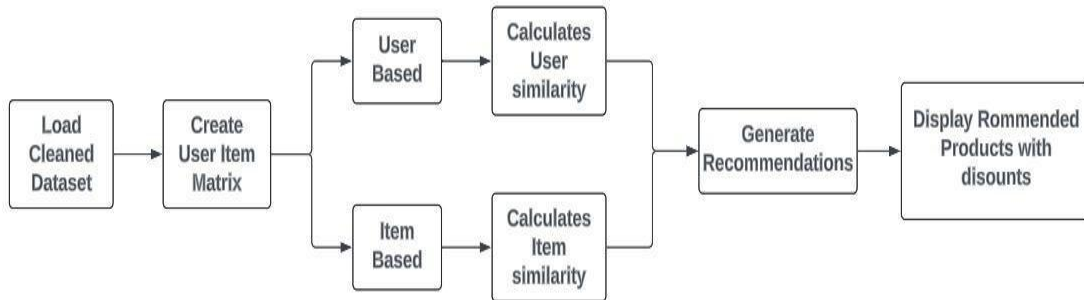 Load
Cleaned
Dataset
Create
User Item
Matrix
User
Based
Calculates
User
similarity
Item
Based
Calculates
Item
similarity
Generate
Recommendations
Display Rommended
Products with
disounts